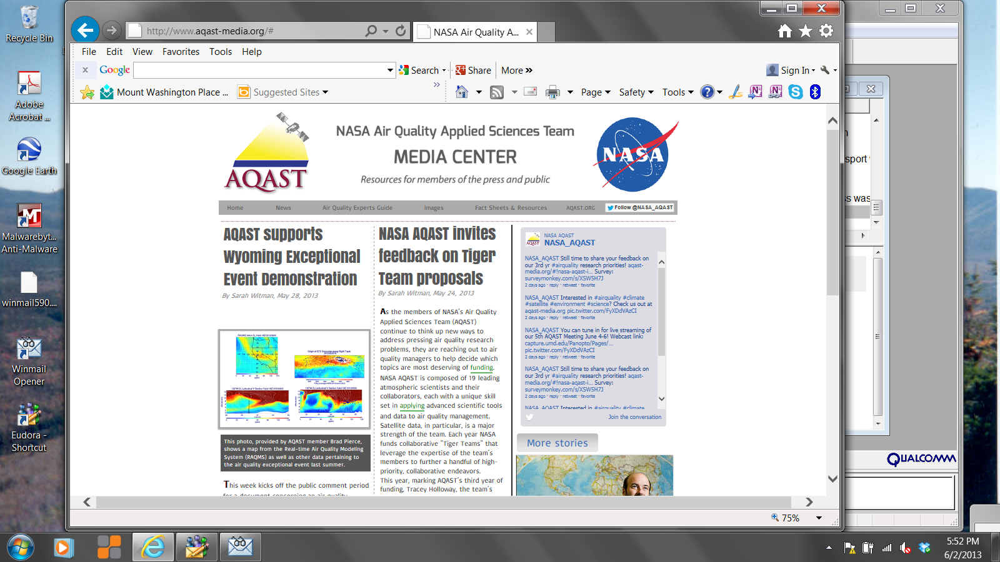 Recycle Bin
Adobe
Acrobat ...
Google Earth
Malwarebyt...
Anti-Malware
winmail590....
Winmail
Opener
Eudora -
Shortcut
http://www.aqast-media.org/#
NASA Air Quality A...
File Edit View Favorites Tools Help
x Google Search Share More »
Sign In
Mount Washington Place ... Suggested Sites
Page Safety Tools
AQAST
NASA Air Quality Applied Sciences Team
MEDIA CENTER
Resources for members of the press and public
NASA
Home News Air Quality Experts Guide Images Fact Sheets & Resources AQAST.ORG Follow @NASA_AQAST
AQAST supports
Wyoming Exceptional
Event Demonstration
By Sarah Witman, May 28, 2013
This photo, provided by AQAST member Brad Pierce,
shows a map from the Real-time Air Quality Modeling
System (RAQMS) as well as other data pertaining to
the air quality exceptional event last summer.
This week kicks off the public comment period
for a document concerning an air quality
NASA AQAST invites
feedback on Tiger
Team proposals
By Sarah Witman, May 24, 2013
As the members of NASA's Air Quality
Applied Sciences Team (AQAST)
continue to think up new ways to
address pressing air quality research
problems, they are reaching out to air
quality managers to help decide which
topics are most deserving of funding.
NASA AQAST is composed of 19 leading
atmospheric scientists and their
collaborators, each with a unique skill
set in applying advanced scientific tools
and data to air quality management.
Satellite data, in particular, is a major
strength of the team. Each year NASA
funds collaborative "Tiger Teams" that
leverage the expertise of the team's
members to further a handful of high-
priority, collaborative endeavors.
This year, marking AQAST's third year of
funding, Tracey Holloway, the team's
AQAST
NASA AQAST
NASA_AQAST
NASA_AQAST Still time to share your feedback on
our 3rd yr #airquality research priorities! aqast-
media.org/#!nasa-aqast-i... Survey:
surveymonkey.com/s/XSW5H7J
2 days ago · reply · retweet · favorite
NASA_AQAST Interested in #airquality #climate
#satellite #environment #science? Check us out at
aqast-media.org pic.twitter.com/FyXDdVAzCI
2 days ago · reply · retweet · favorite
NASA_AQAST You can tune in for live streaming of
our 5th AQAST Meeting June 4-6! Webcast link:
capture.umd.edu/Panopto/Pages/...
pic.twitter.com/FyXDdVAzCI
2 days ago · reply · retweet · favorite
NASA_AQAST Still time to share your feedback on
our 3rd yr #airquality research priorities! aqast-
media.org/#!nasa-aqast-i... Survey:
surveymonkey.com/s/XSW5H7J
2 days ago · reply · retweet · favorite
NASA_AQAST Interested in #airquality #climate
Join the conversation
More stories
sport
ss was
QUALCOMM
75%
5:52 PM
6/2/2013